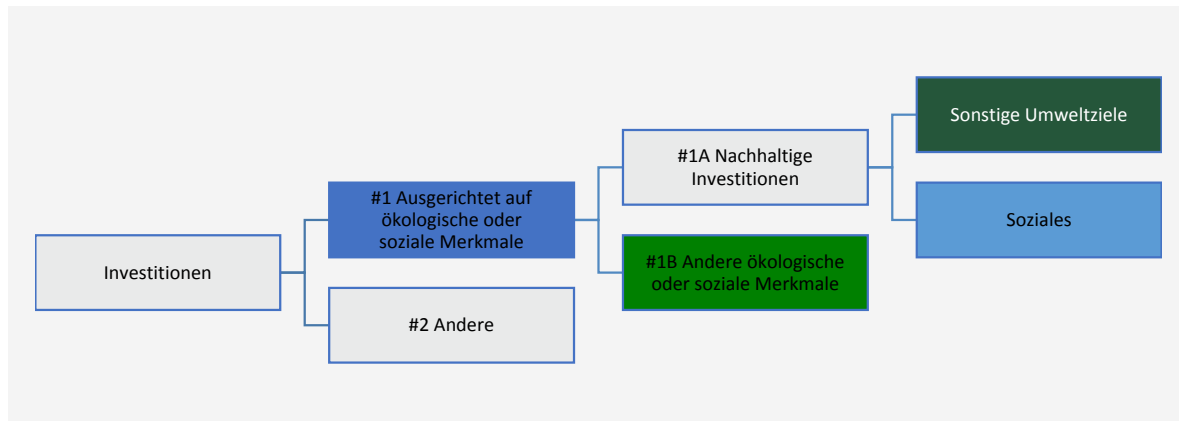 Investitionen
#1 Ausgerichtet auf
ökologische oder
soziale Merkmale
#2 Andere
#1A Nachhaltige
Investitionen
#1B Andere ökologische
oder soziale Merkmale
Sonstige Umweltziele
Soziales